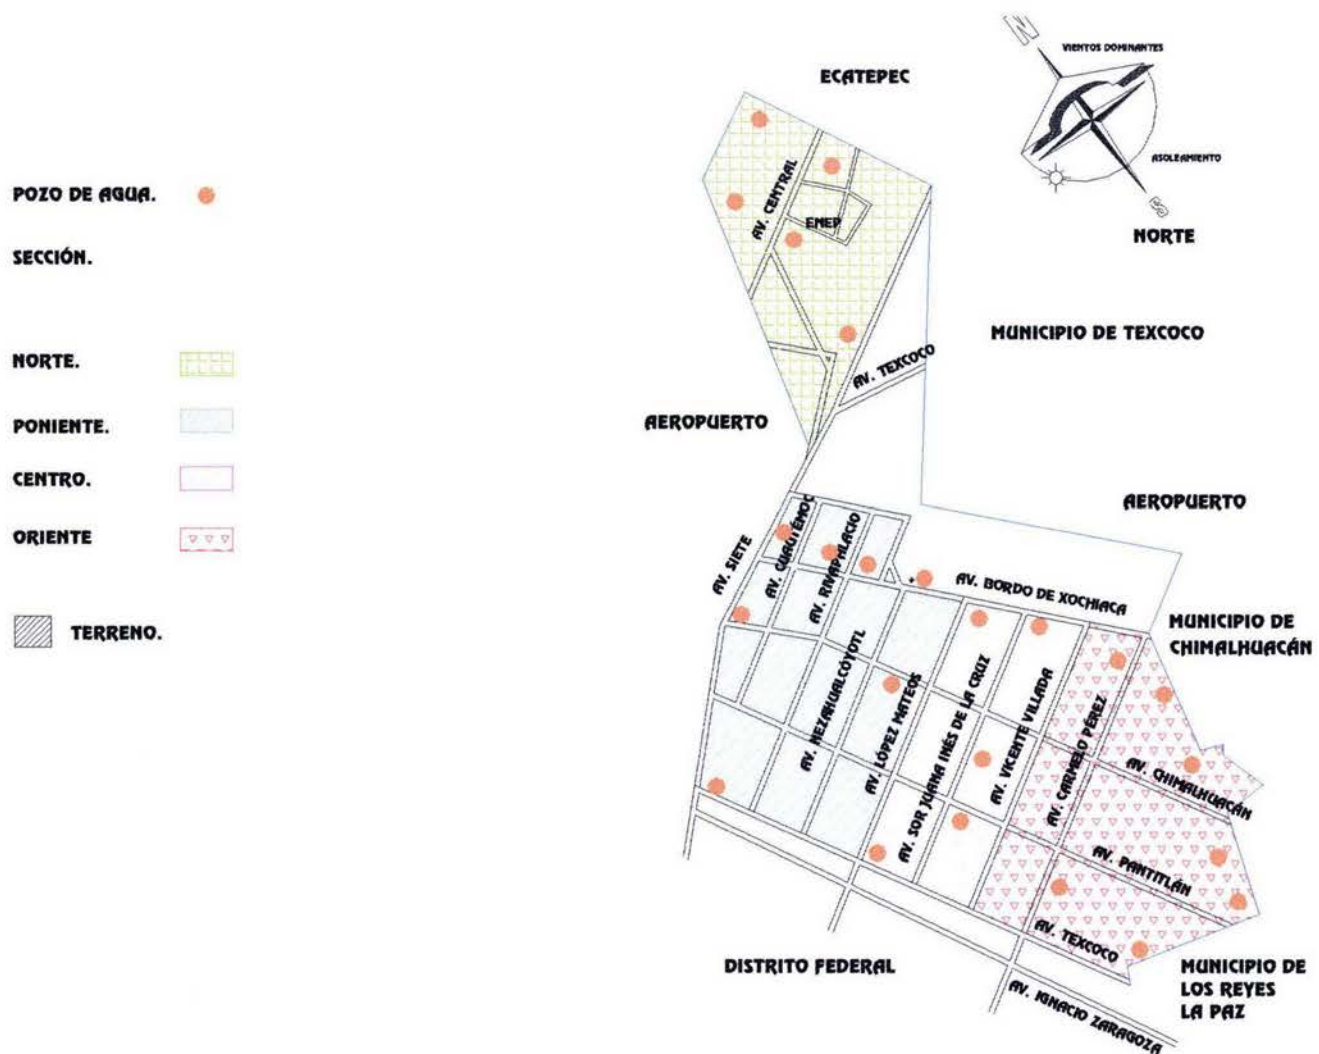 POZO DE AGUA.
SECCIÓN.
NORTE.
PONIENTE.
CENTRO.
ORIENTE
TERRENO.
N
VIENTOS DOMINANTES
ASOLEAMIENTO
S
NORTE
ECATEPEC
AV. CENTRAL
ENEP
MUNICIPIO DE TEXCOCO
AV. TEXCOCO
AEROPUERTO
AEROPUERTO
AV. SIETE
AV. CUAUTÉMOC
AV. RIVAPALACIO
AV. BORDO DE XOCHIACA
MUNICIPIO DE
CHIMALHUACÁN
AV. NEZAHUALCÓYOTL
AV. LÓPEZ MATEOS
AV. SOR JUANA INÉS DE LA CRUZ
AV. VICENTE VILLADA
AV. CARMELO PÉREZ
AV. CHIMALHUACÁN
AV. PANTITLÁN
AV. TEXCOCO
DISTRITO FEDERAL
MUNICIPIO DE
LOS REYES
LA PAZ
AV. IGNACIO ZARAGOZA